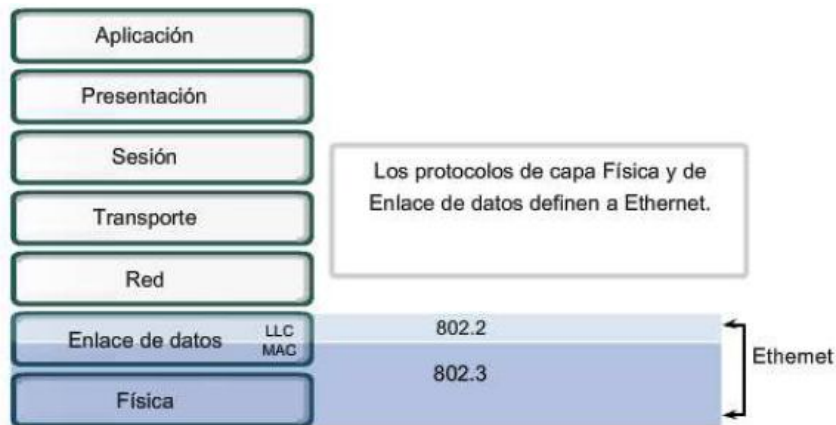 Aplicación
Presentación
Sesión
Transporte
Red
Enlace de datos LLC
MAC
Física
Los protocolos de capa Física y de
Enlace de datos definen a Ethernet.
802.2
802.3
Ethernet